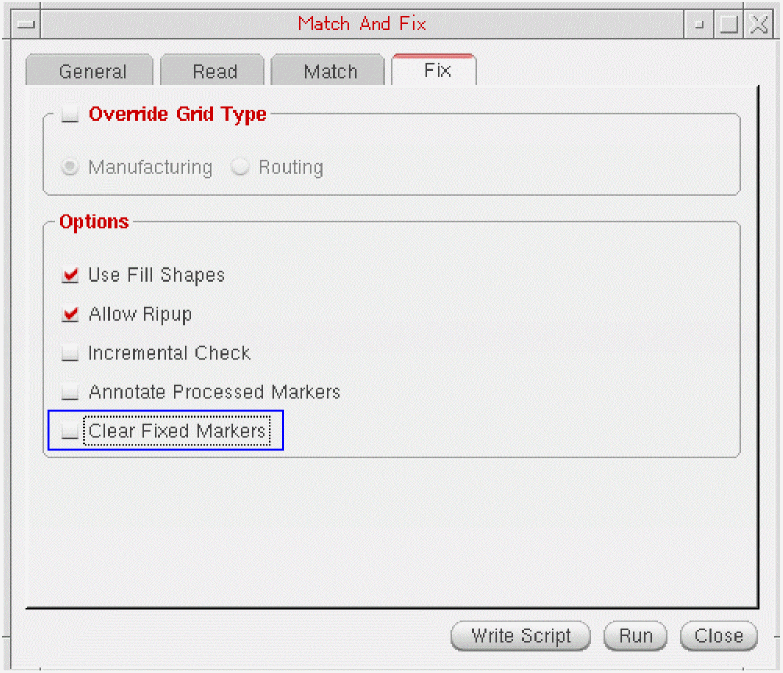 Match And Fix
General Read Match Fix
Override Grid Type
Manufacturing Routing
Options
Use Fill Shapes
Allow Ripup
Incremental Check
Annotate Processed Markers
Clear Fixed Markers
Write Script Run Close